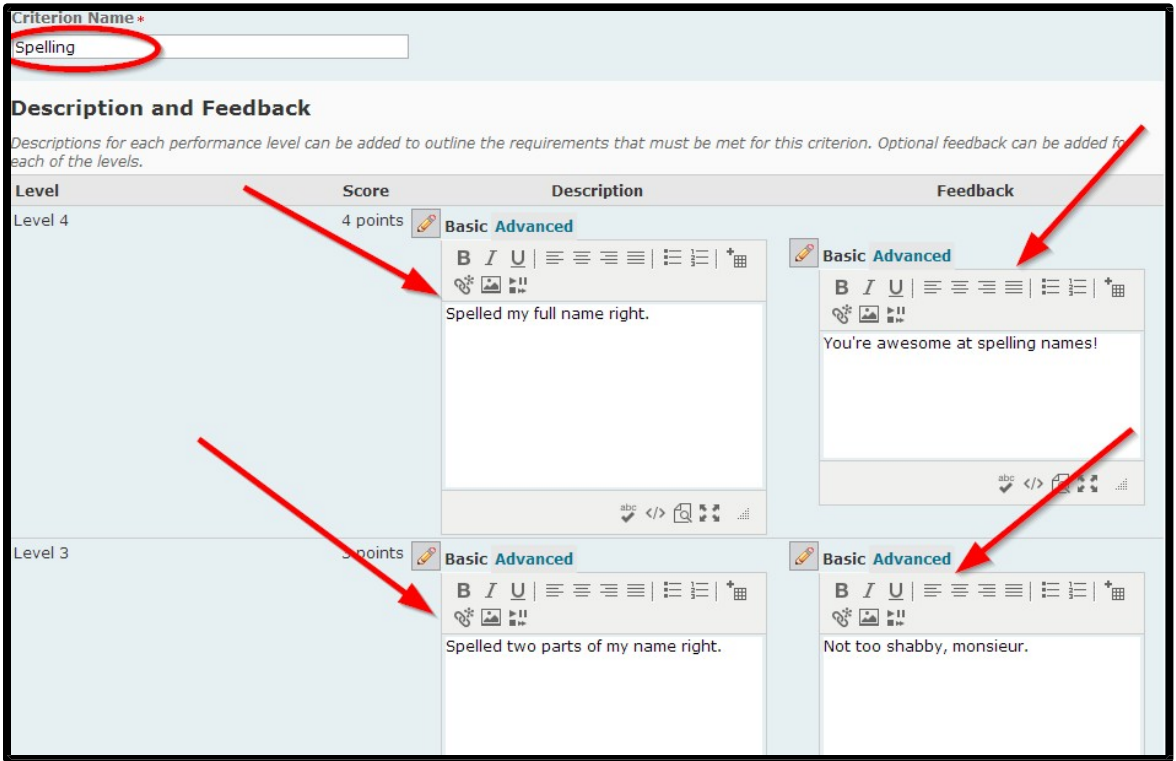 Criterion Name *
Spelling
Description and Feedback
Descriptions for each performance level can be added to outline the requirements that must be met for this criterion. Optional feedback can be added
each of the levels.
Level Score Description Feedback
Level 4 4 points Basic Advanced
Basic Advanced
B I U
B I U
Spelled my full name right.
You're awesome at spelling names!
abc </>
abc </>
Level 3 points Basic Advanced Basic Advanced
B I U B I U
Spelled two parts of my name right. Not too shabby, monsieur.